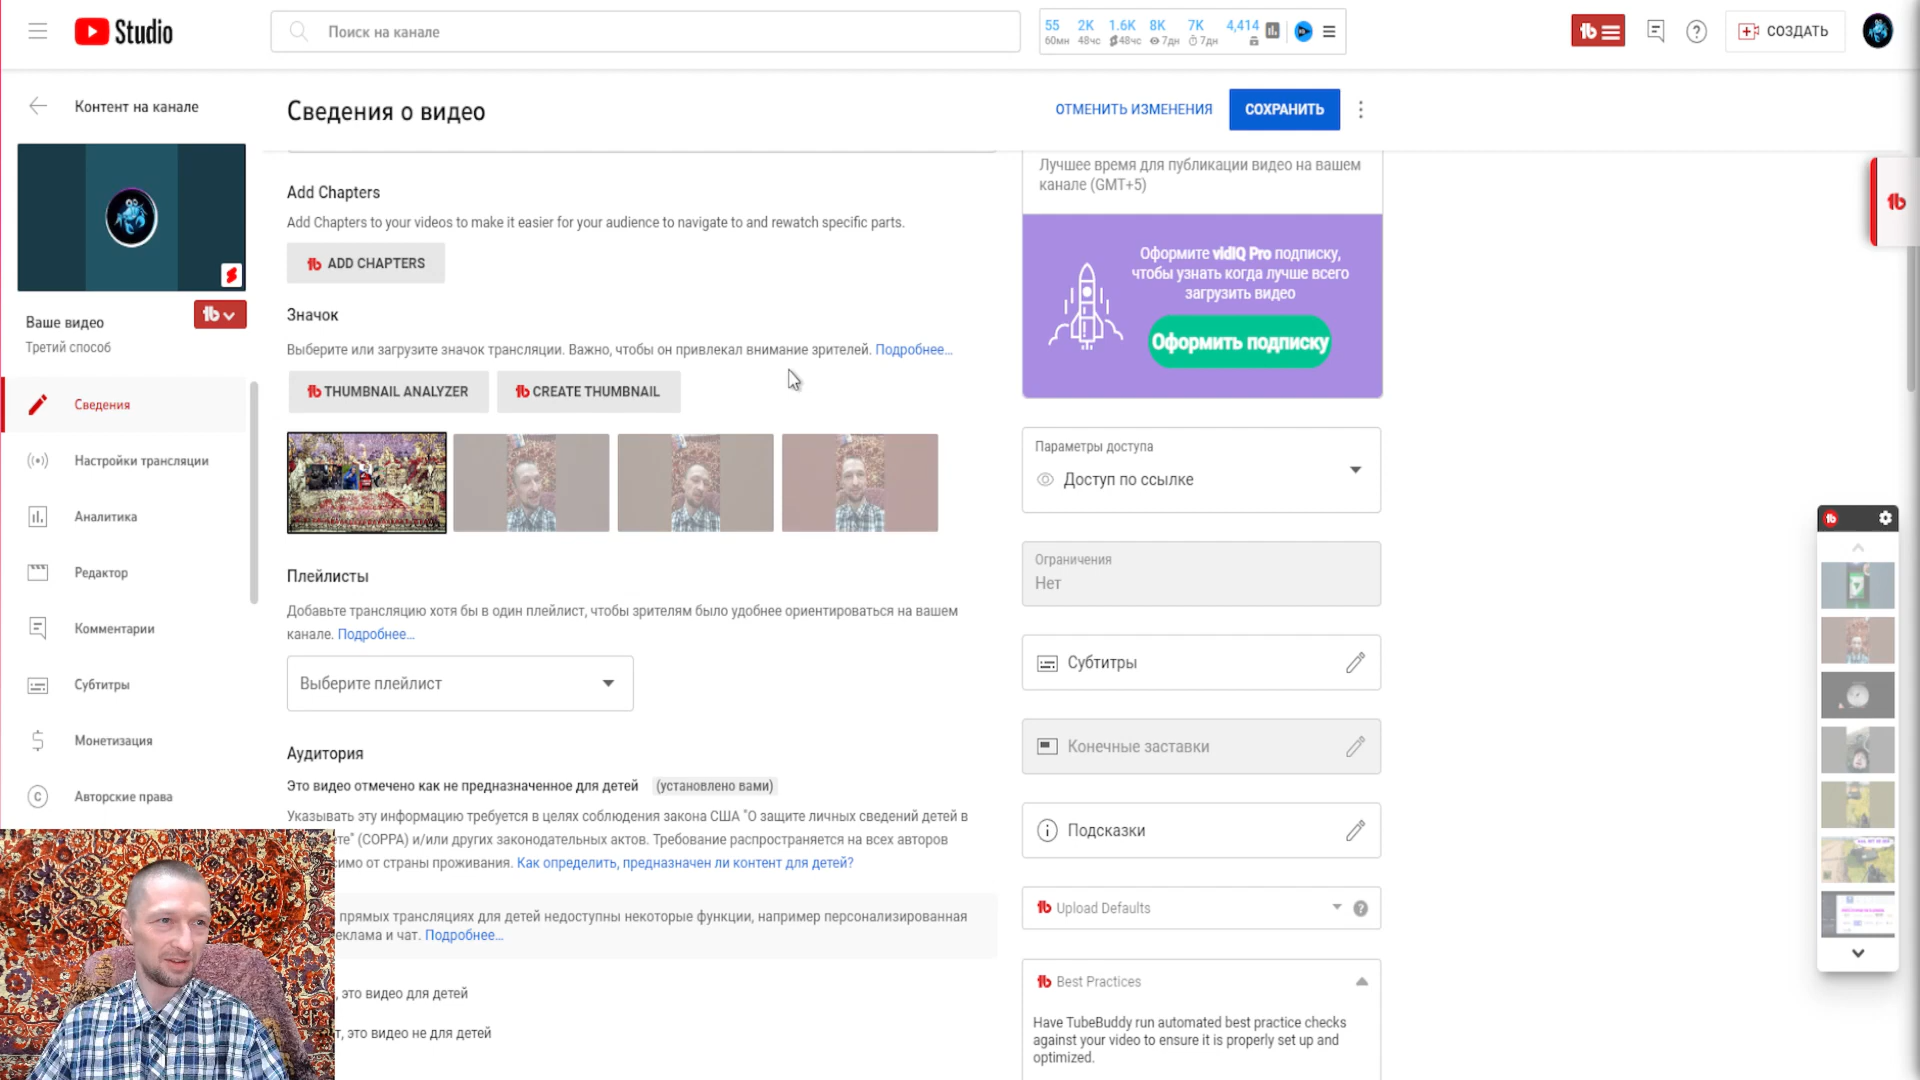 Studio
Поиск на канале
55 2K 1.6K 8K 7K 4,414
60мн 48чс 48чс 7дн 7дн
СОЗДАТЬ
Контент на канале
Сведения о видео
ОТМЕНИТЬ ИЗМЕНЕНИЯ
СОХРАНИТЬ
Ваше видео
Третий способ
Сведения
Настройки трансляции
Аналитика
Редактор
Комментарии
Субтитры
Монетизация
Авторские права
Add Chapters
Add Chapters to your videos to make it easier for your audience to navigate to and rewatch specific parts.
ADD CHAPTERS
Значок
Выберите или загрузите значок трансляции. Важно, чтобы он привлекал внимание зрителей. Подробнее…
THUMBNAIL ANALYZER
CREATE THUMBNAIL
Плейлисты
Добавьте трансляцию хотя бы в один плейлист, чтобы зрителям было удобнее ориентироваться на вашем
канале. Подробнее…
Выберите плейлист
Аудитория
Это видео отмечено как не предназначенное для детей (установлено вами)
Указывать эту информацию требуется в целях соблюдения закона США "О защите личных сведений детей в
ете" (COPPA) и/или других законодательных актов. Требование распространяется на всех авторов
симо от страны проживания. Как определить, предназначен ли контент для детей?
прямых трансляциях для детей недоступны некоторые функции, например персонализированная
еклама и чат. Подробнее…
, это видео для детей
т, это видео не для детей
Лучшее время для публикации видео на вашем
канале (GMT+5)
Оформите vidIQ Pro подписку,
чтобы узнать когда лучше всего
загрузить видео
Оформить подписку
Параметры доступа
Доступ по ссылке
Ограничения
Нет
Субтитры
Конечные заставки
Подсказки
Upload Defaults
Best Practices
Have TubeBuddy run automated best practice checks
against your video to ensure it is properly set up and
optimized.